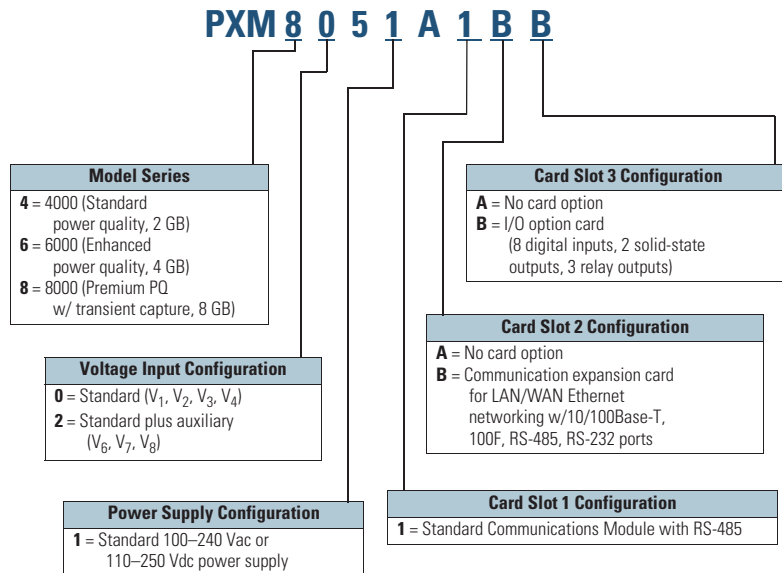 PXM 8 0 5 1 A 1 B B
Model Series
4 = 4000 (Standard
power quality, 2 GB)
6 = 6000 (Enhanced
power quality, 4 GB)
8 = 8000 (Premium PQ
w/ transient capture, 8 GB)
Voltage Input Configuration
0 = Standard (V1, V2, V3, V4)
2 = Standard plus auxiliary
(V6, V7, V8)
Power Supply Configuration
1 = Standard 100–240 Vac or
110–250 Vdc power supply
Card Slot 3 Configuration
A = No card option
B = I/O option card
(8 digital inputs, 2 solid-state
outputs, 3 relay outputs)
Card Slot 2 Configuration
A = No card option
B = Communication expansion card
for LAN/WAN Ethernet
networking w/10/100Base-T,
100F, RS-485, RS-232 ports
Card Slot 1 Configuration
1 = Standard Communications Module with RS-485